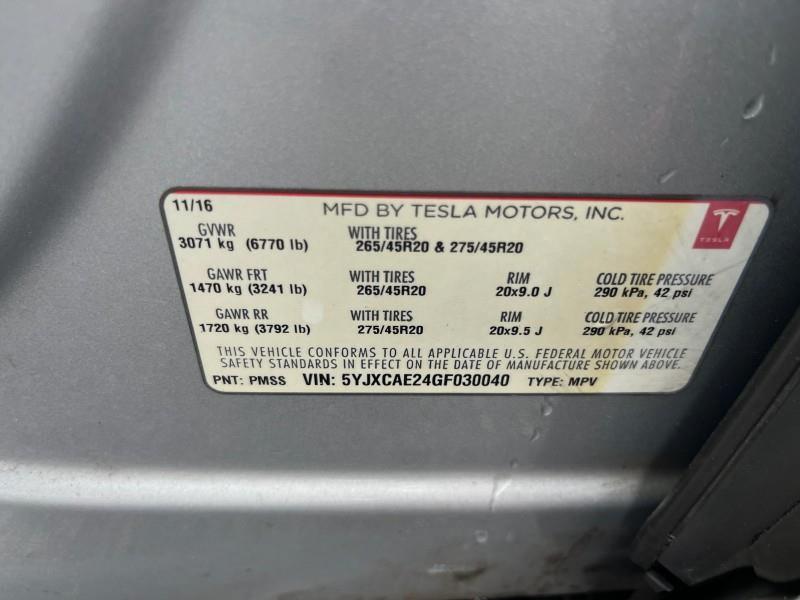 11/16 MFD BY TESLA MOTORS, INC.
TESLA
GVWR WITH TIRES
3071 kg (6770 lb) 265/45R20 & 275/45R20
GAWR FRT WITH TIRES RIM COLD TIRE PRESSURE
1470 kg (3241 lb) 265/45R20 20x9.0 J 290 kPa, 42 psi
GAWR RR WITH TIRES RIM COLD TIRE PRESSURE
1720 kg (3792 lb) 275/45R20 20x9.5 J 290 kPa, 42 psi
THIS VEHICLE CONFORMS TO ALL APPLICABLE U.S. FEDERAL MOTOR VEHICLE
SAFETY STANDARDS IN EFFECT ON THE DATE OF MANUFACTURE SHOWN ABOVE.
PNT: PMSS VIN: 5YJXCAE24GF030040 TYPE: MPV